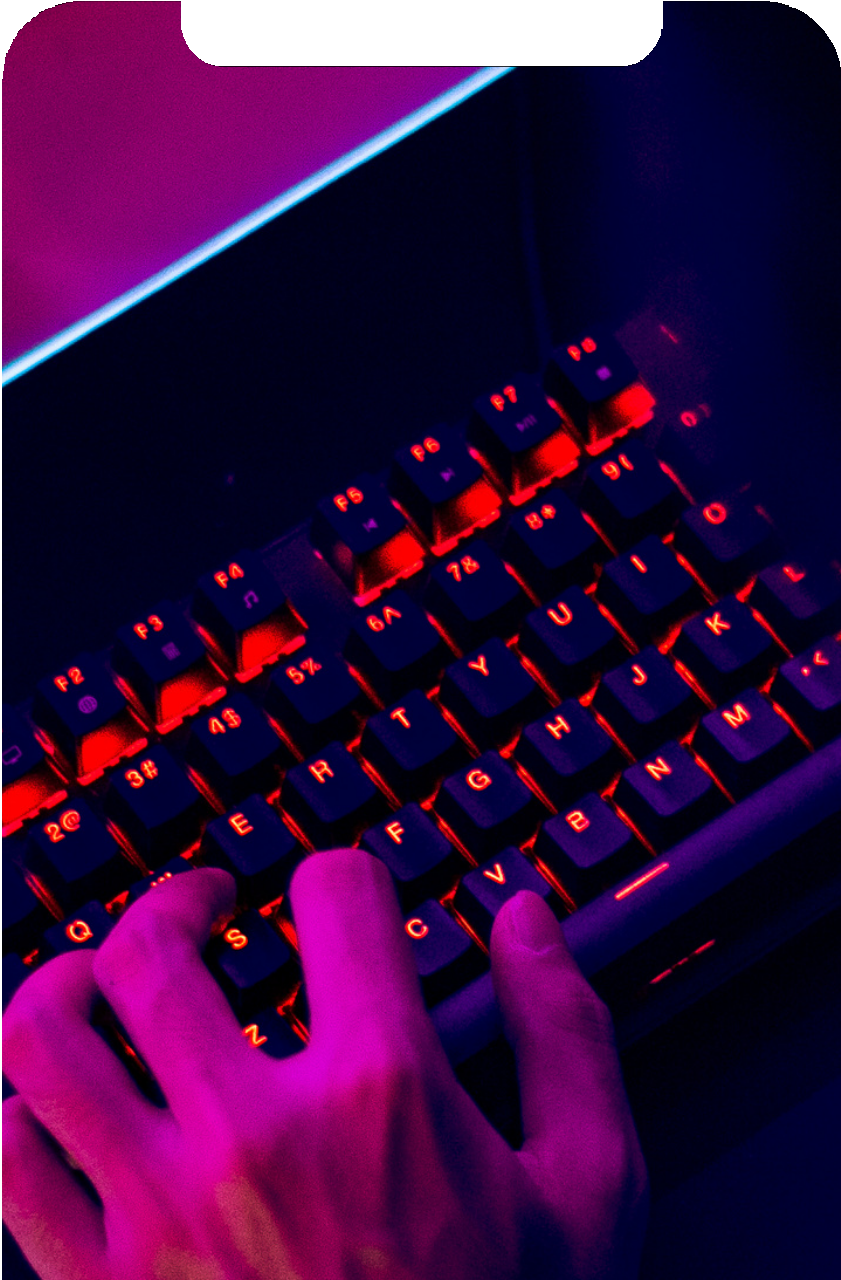 F2 F3 F4 F5 F6 F7 F8
2@ 3# 4$ 5% 6^ 7& 8* 9( 0)
Q W E R T Y U I O
S F G H J K L
Z C V B N M ,<